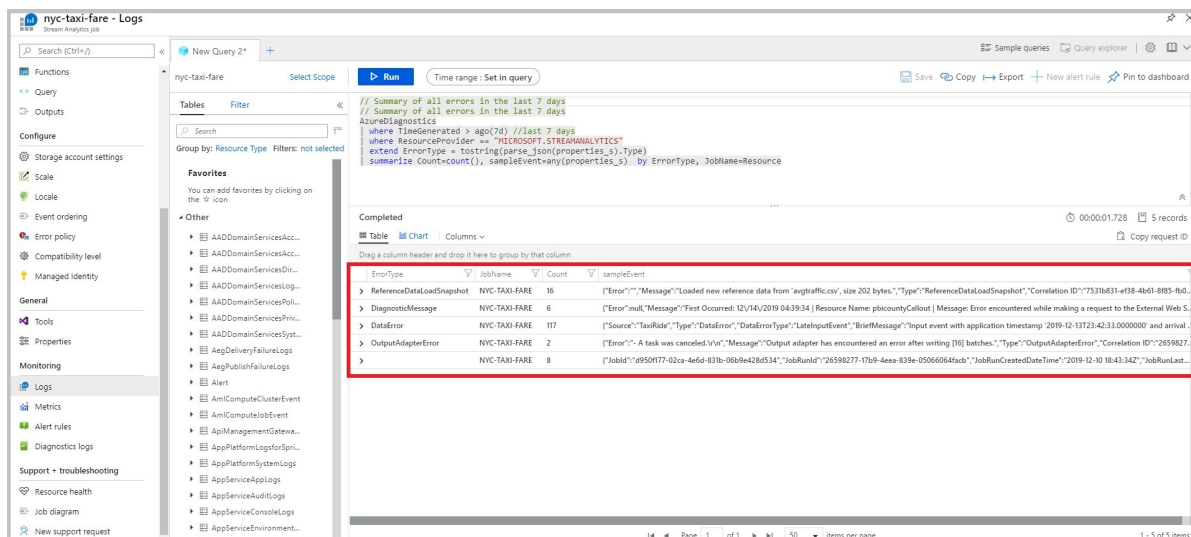 nyc-taxi-fare - Logs
Stream Analytics job
Search (Ctrl+/)
Functions
Query
Outputs
Configure
Storage account settings
Scale
Locale
Event ordering
Error policy
Compatibility level
Managed Identity
General
Tools
Properties
Monitoring
Logs
Metrics
Alert rules
Diagnostics logs
Support + troubleshooting
Resource health
Job diagram
New support request
New Query 2*
Sample queries
Query explorer
nyc-taxi-fare
Select Scope
Run
Time range : Set in query
Save
Copy
Export
New alert rule
Pin to dashboard
Tables
Filter
Search
Group by: Resource Type Filters: not selected
Favorites
You can add favorites by clicking on
the ☆ icon
Other
AADDomainServicesAcc...
AADDomainServicesAcc...
AADDomainServicesDir...
AADDomainServicesLog...
AADDomainServicesPoli...
AADDomainServicesPriv...
AADDomainServicesSyst...
AegDeliveryFailureLogs
AegPublishFailureLogs
Alert
AmlComputeClusterEvent
AmlComputeJobEvent
ApiManagementGatewa...
AppPlatformLogsforSpri...
AppPlatformSystemLogs
AppServiceAppLogs
AppServiceAuditLogs
AppServiceConsoleLogs
AppServiceEnvironment...
// Summary of all errors in the last 7 days
// Summary of all errors in the last 7 days
AzureDiagnostics
| where TimeGenerated > ago(7d) //last 7 days
| where ResourceProvider == "MICROSOFT.STREAMANALYTICS"
| extend ErrorType = tostring(parse_json(properties_s).Type)
| summarize Count=count(), sampleEvent=any(properties_s) by ErrorType, JobName=Resource
Completed
00:00:01.728
5 records
Table
Chart
Columns
Copy request ID
Drag a column header and drop it here to group by that column
ErrorType JobName Count sampleEvent
ReferenceDataLoadSnapshot NYC-TAXI-FARE 16 {"Error":"","Message":"Loaded new reference data from 'avgtraffic.csv', size 202 bytes.","Type":"ReferenceDataLoadSnapshot","Correlation ID":"7531b831-ef38-4b61-8f85-fb0...
DiagnosticMessage NYC-TAXI-FARE 6 {"Error":null,"Message":"First Occurred: 12\/14\/2019 04:39:34 | Resource Name: pbicountyCallout | Message: Error encountered while making a request to the External Web S...
DataError NYC-TAXI-FARE 117 {"Source":"TaxiRide","Type":"DataError","DataErrorType":"LateInputEvent","BriefMessage":"Input event with application timestamp '2019-12-13T23:42:33.0000000' and arrival ...
OutputAdapterError NYC-TAXI-FARE 2 {"Error":"- A task was canceled.\r\n","Message":"Output adapter has encountered an error after writing [16] batches.","Type":"OutputAdapterError","Correlation ID":"2659827...
NYC-TAXI-FARE 8 {"JobId":"d950f177-02ca-4e6d-831b-06b9e428d534","JobRunId":"26598277-17b9-4eea-839e-05066064facb","JobRunCreatedDateTime":"2019-12-10 18:43:34Z","JobRunLast...
Page 1 of 1 50 items per page
1 - 5 of 5 items